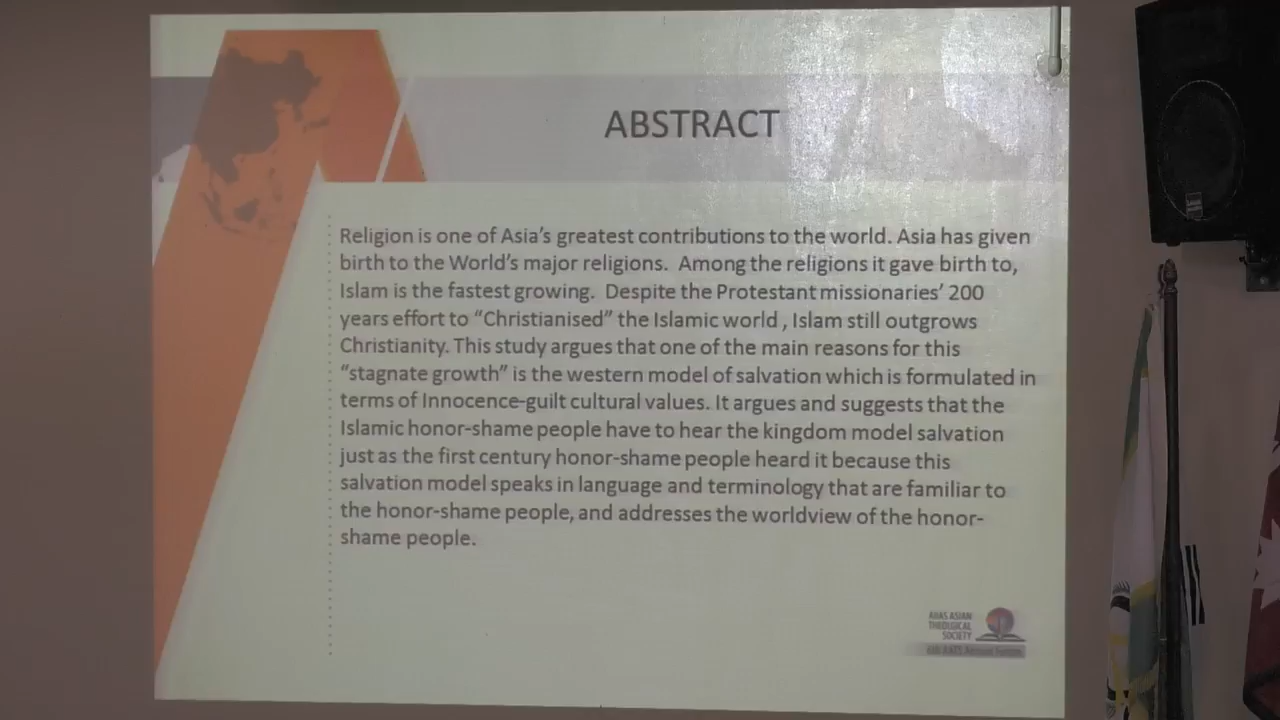 ABSTRACT
Religion is one of Asia's greatest contributions to the world. Asia has given
birth to the World's major religions.  Among the religions it gave birth to,
Islam is the fastest growing.  Despite the Protestant missionaries' 200
years effort to “Christianised” the Islamic world , Islam still outgrows
Christianity. This study argues that one of the main reasons for this
“stagnate growth” is the western model of salvation which is formulated in
terms of Innocence-guilt cultural values. It argues and suggests that the
Islamic honor-shame people have to hear the kingdom model salvation
just as the first century honor-shame people heard it because this
salvation model speaks in language and terminology that are familiar to
the honor-shame people, and addresses the worldview of the honor-
shame people.
ASIAN
THEOLOGICAL
SOCIETY
Annual Forum